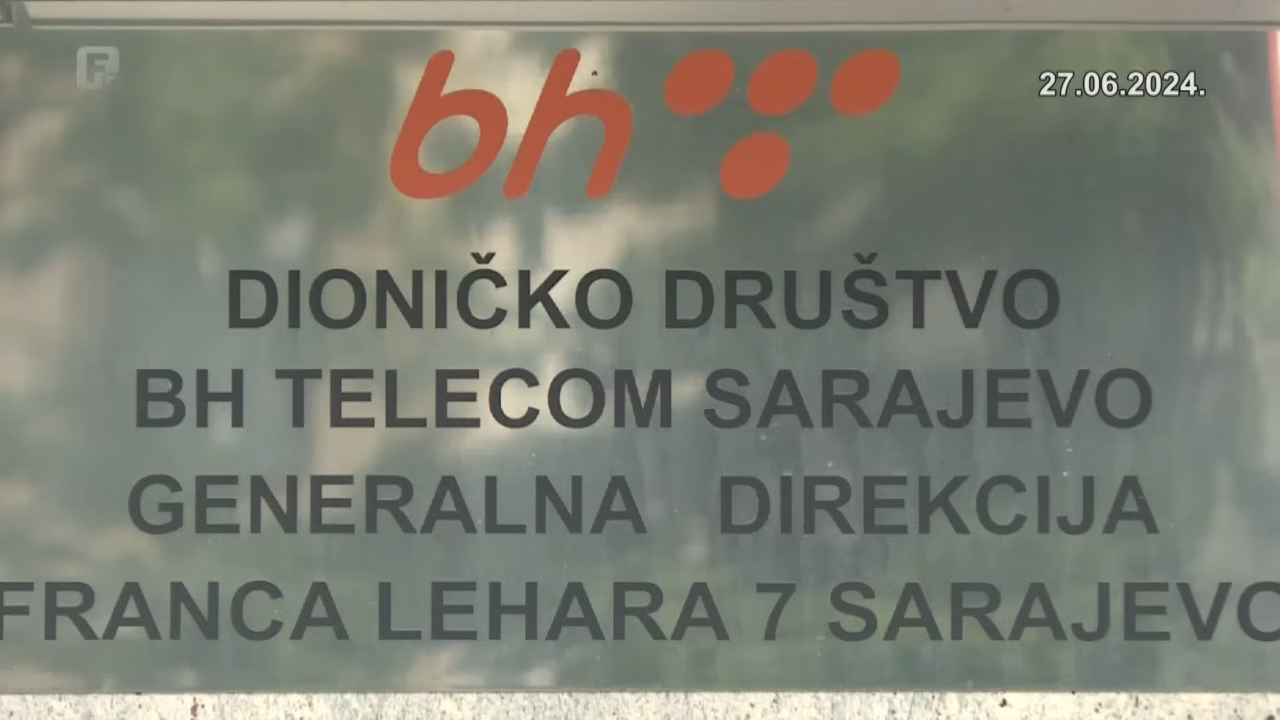 F
27.06.2024.
bh
DIONIČKO DRUŠTVO
BH TELECOM SARAJEVO
GENERALNA DIREKCIJA
FRANCA LEHARA 7 SARAJEVO